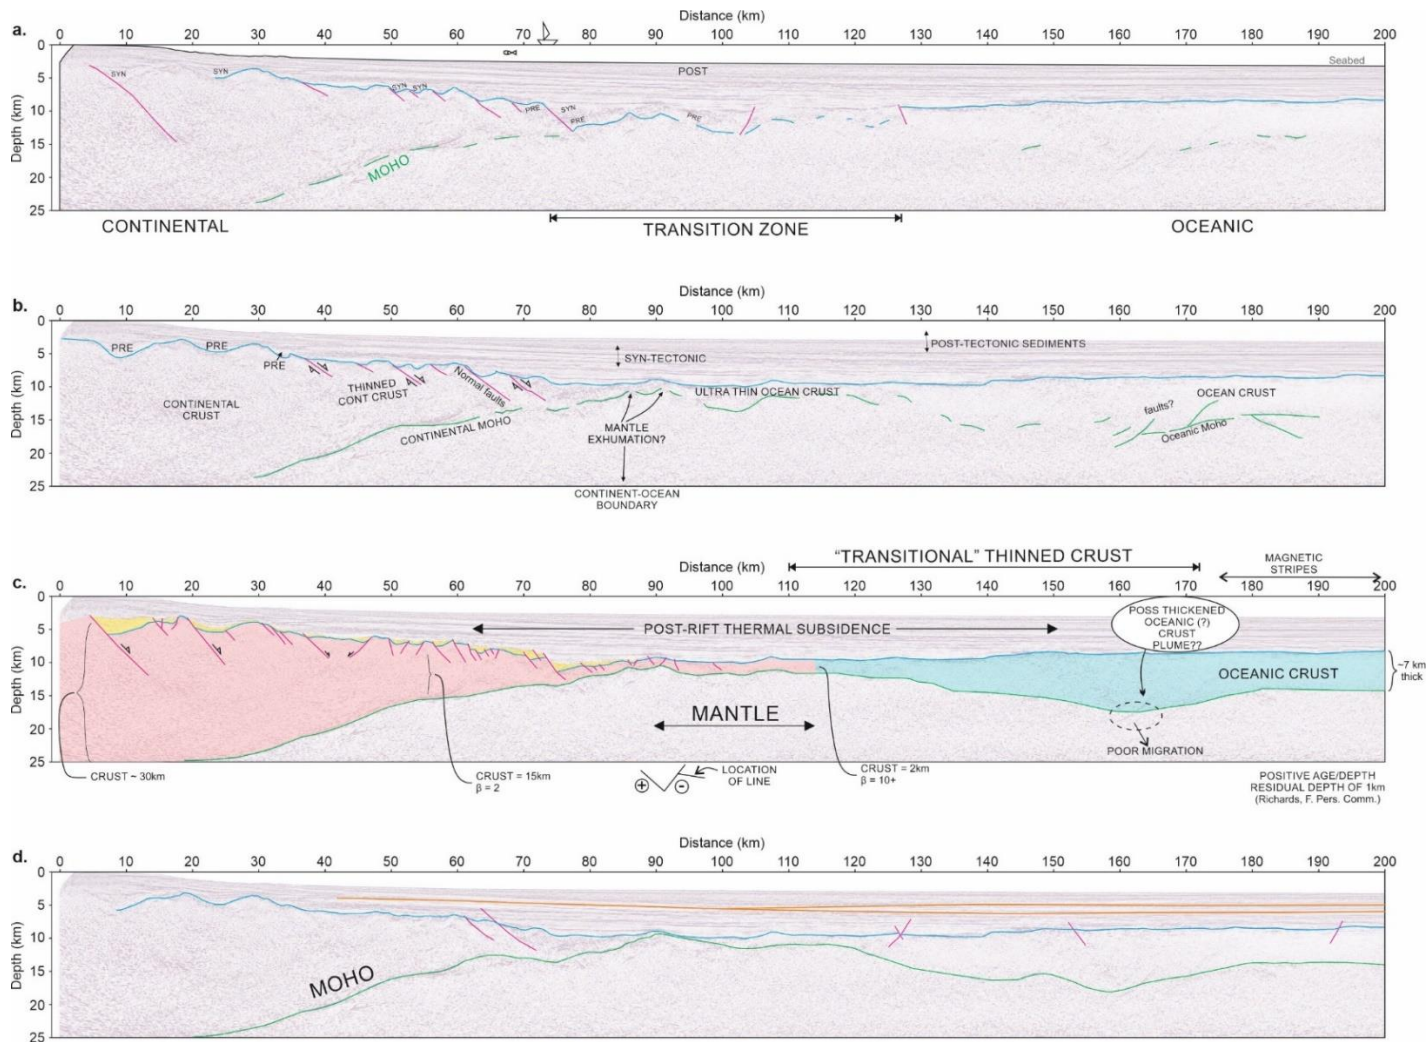 Distance (km)
a.
0 10 20 30 40 50 60 70 80 90 100 110 120 130 140 150 160 170 180 190 200
Depth (km)
0
5
10
15
20
25
SYN
SYN
SYN
SYN
PRE
SYN
PRE
PRE
POST
Seabed
MOHO
CONTINENTAL
TRANSITION ZONE
OCEANIC
b.
Distance (km)
0 10 20 30 40 50 60 70 80 90 100 110 120 130 140 150 160 170 180 190 200
Depth (km)
0
5
10
15
20
25
PRE
PRE
PRE
SYN-TECTONIC
POST-TECTONIC SEDIMENTS
CONTINENTAL
CRUST
THINNED
CONT CRUST
Normal faults
CONTINENTAL MOHO
MANTLE
EXHUMATION?
CONTINENT-OCEAN
BOUNDARY
ULTRA THIN OCEAN CRUST
OCEAN CRUST
faults?
Oceanic Moho
c.
"TRANSITIONAL" THINNED CRUST
MAGNETIC
STRIPES
Distance (km)
0 10 20 30 40 50 60 70 80 90 100 110 120 130 140 150 160 170 180 190 200
Depth (km)
0
5
10
15
20
25
POST-RIFT THERMAL SUBSIDENCE
POSS THICKENED
OCEANIC (?)
CRUST
PLUME??
OCEANIC CRUST
~7 km
thick
MANTLE
POOR MIGRATION
CRUST ~ 30km
CRUST = 15km
β = 2
+
-
LOCATION
OF LINE
CRUST = 2km
β = 10+
POSITIVE AGE/DEPTH
RESIDUAL DEPTH OF 1km
(Richards, F. Pers. Comm.)
d.
Distance (km)
0 10 20 30 40 50 60 70 80 90 100 110 120 130 140 150 160 170 180 190 200
Depth (km)
0
5
10
15
20
25
MOHO